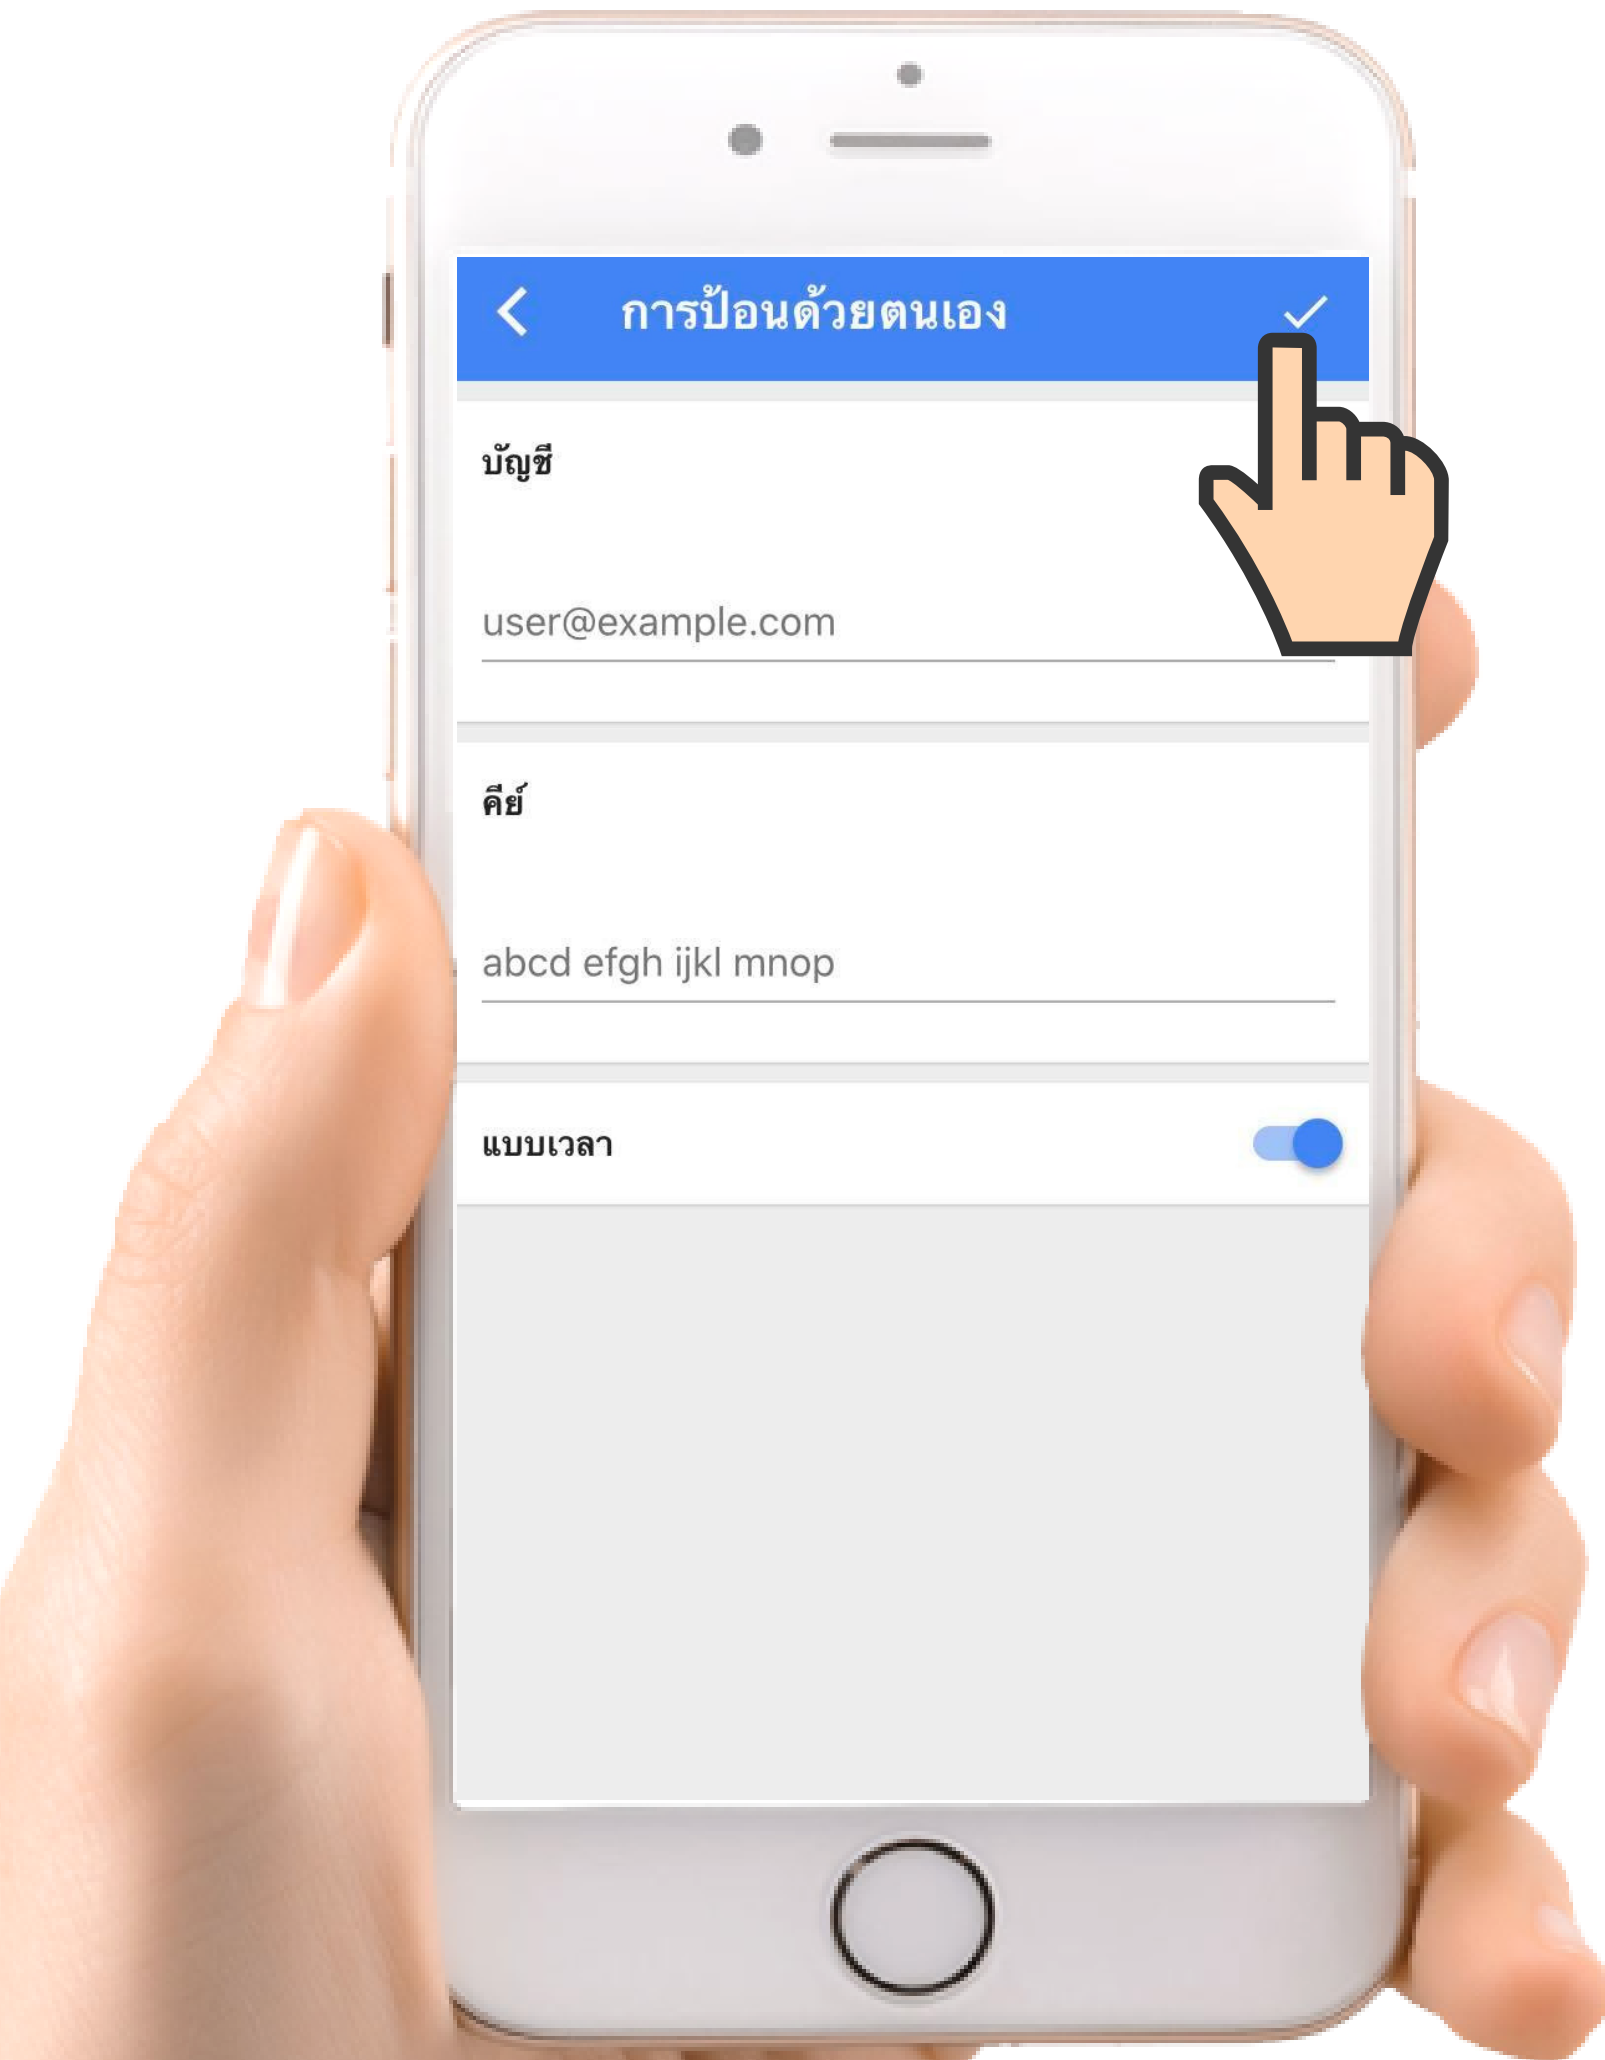 การป้อนด้วยตนเอง
บัญชี
user@example.com
คีย์
abcd efgh ijkl mnop
แบบเวลา